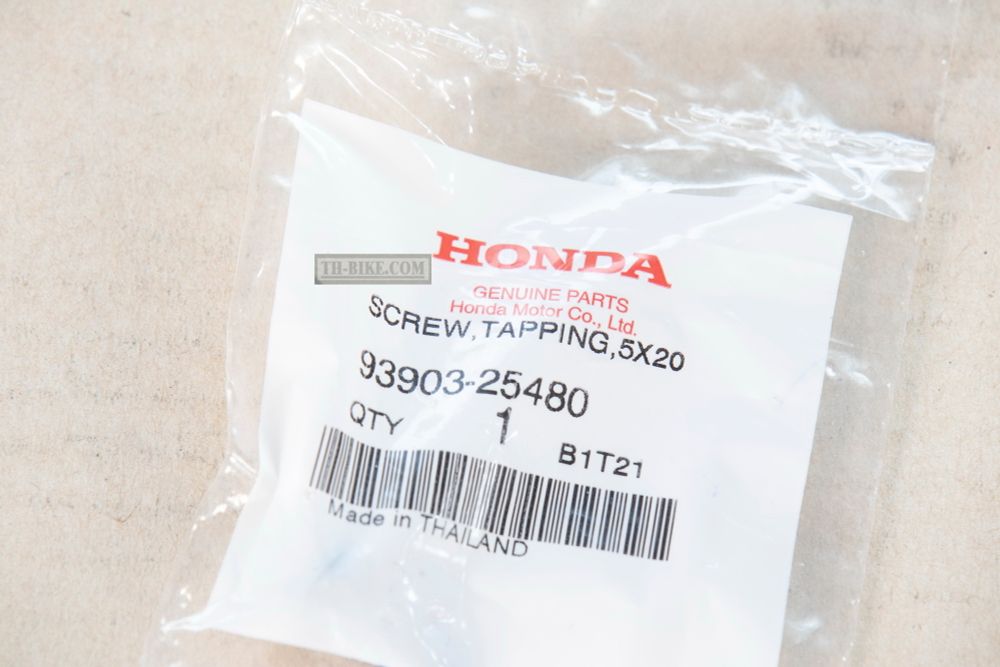 HONDA
TH-BIKE.COM
GENUINE PARTS
Honda Motor Co., Ltd.
SCREW,TAPPING,5X20
93903-25480
QTY 1
B1T21
Made in THAILAND